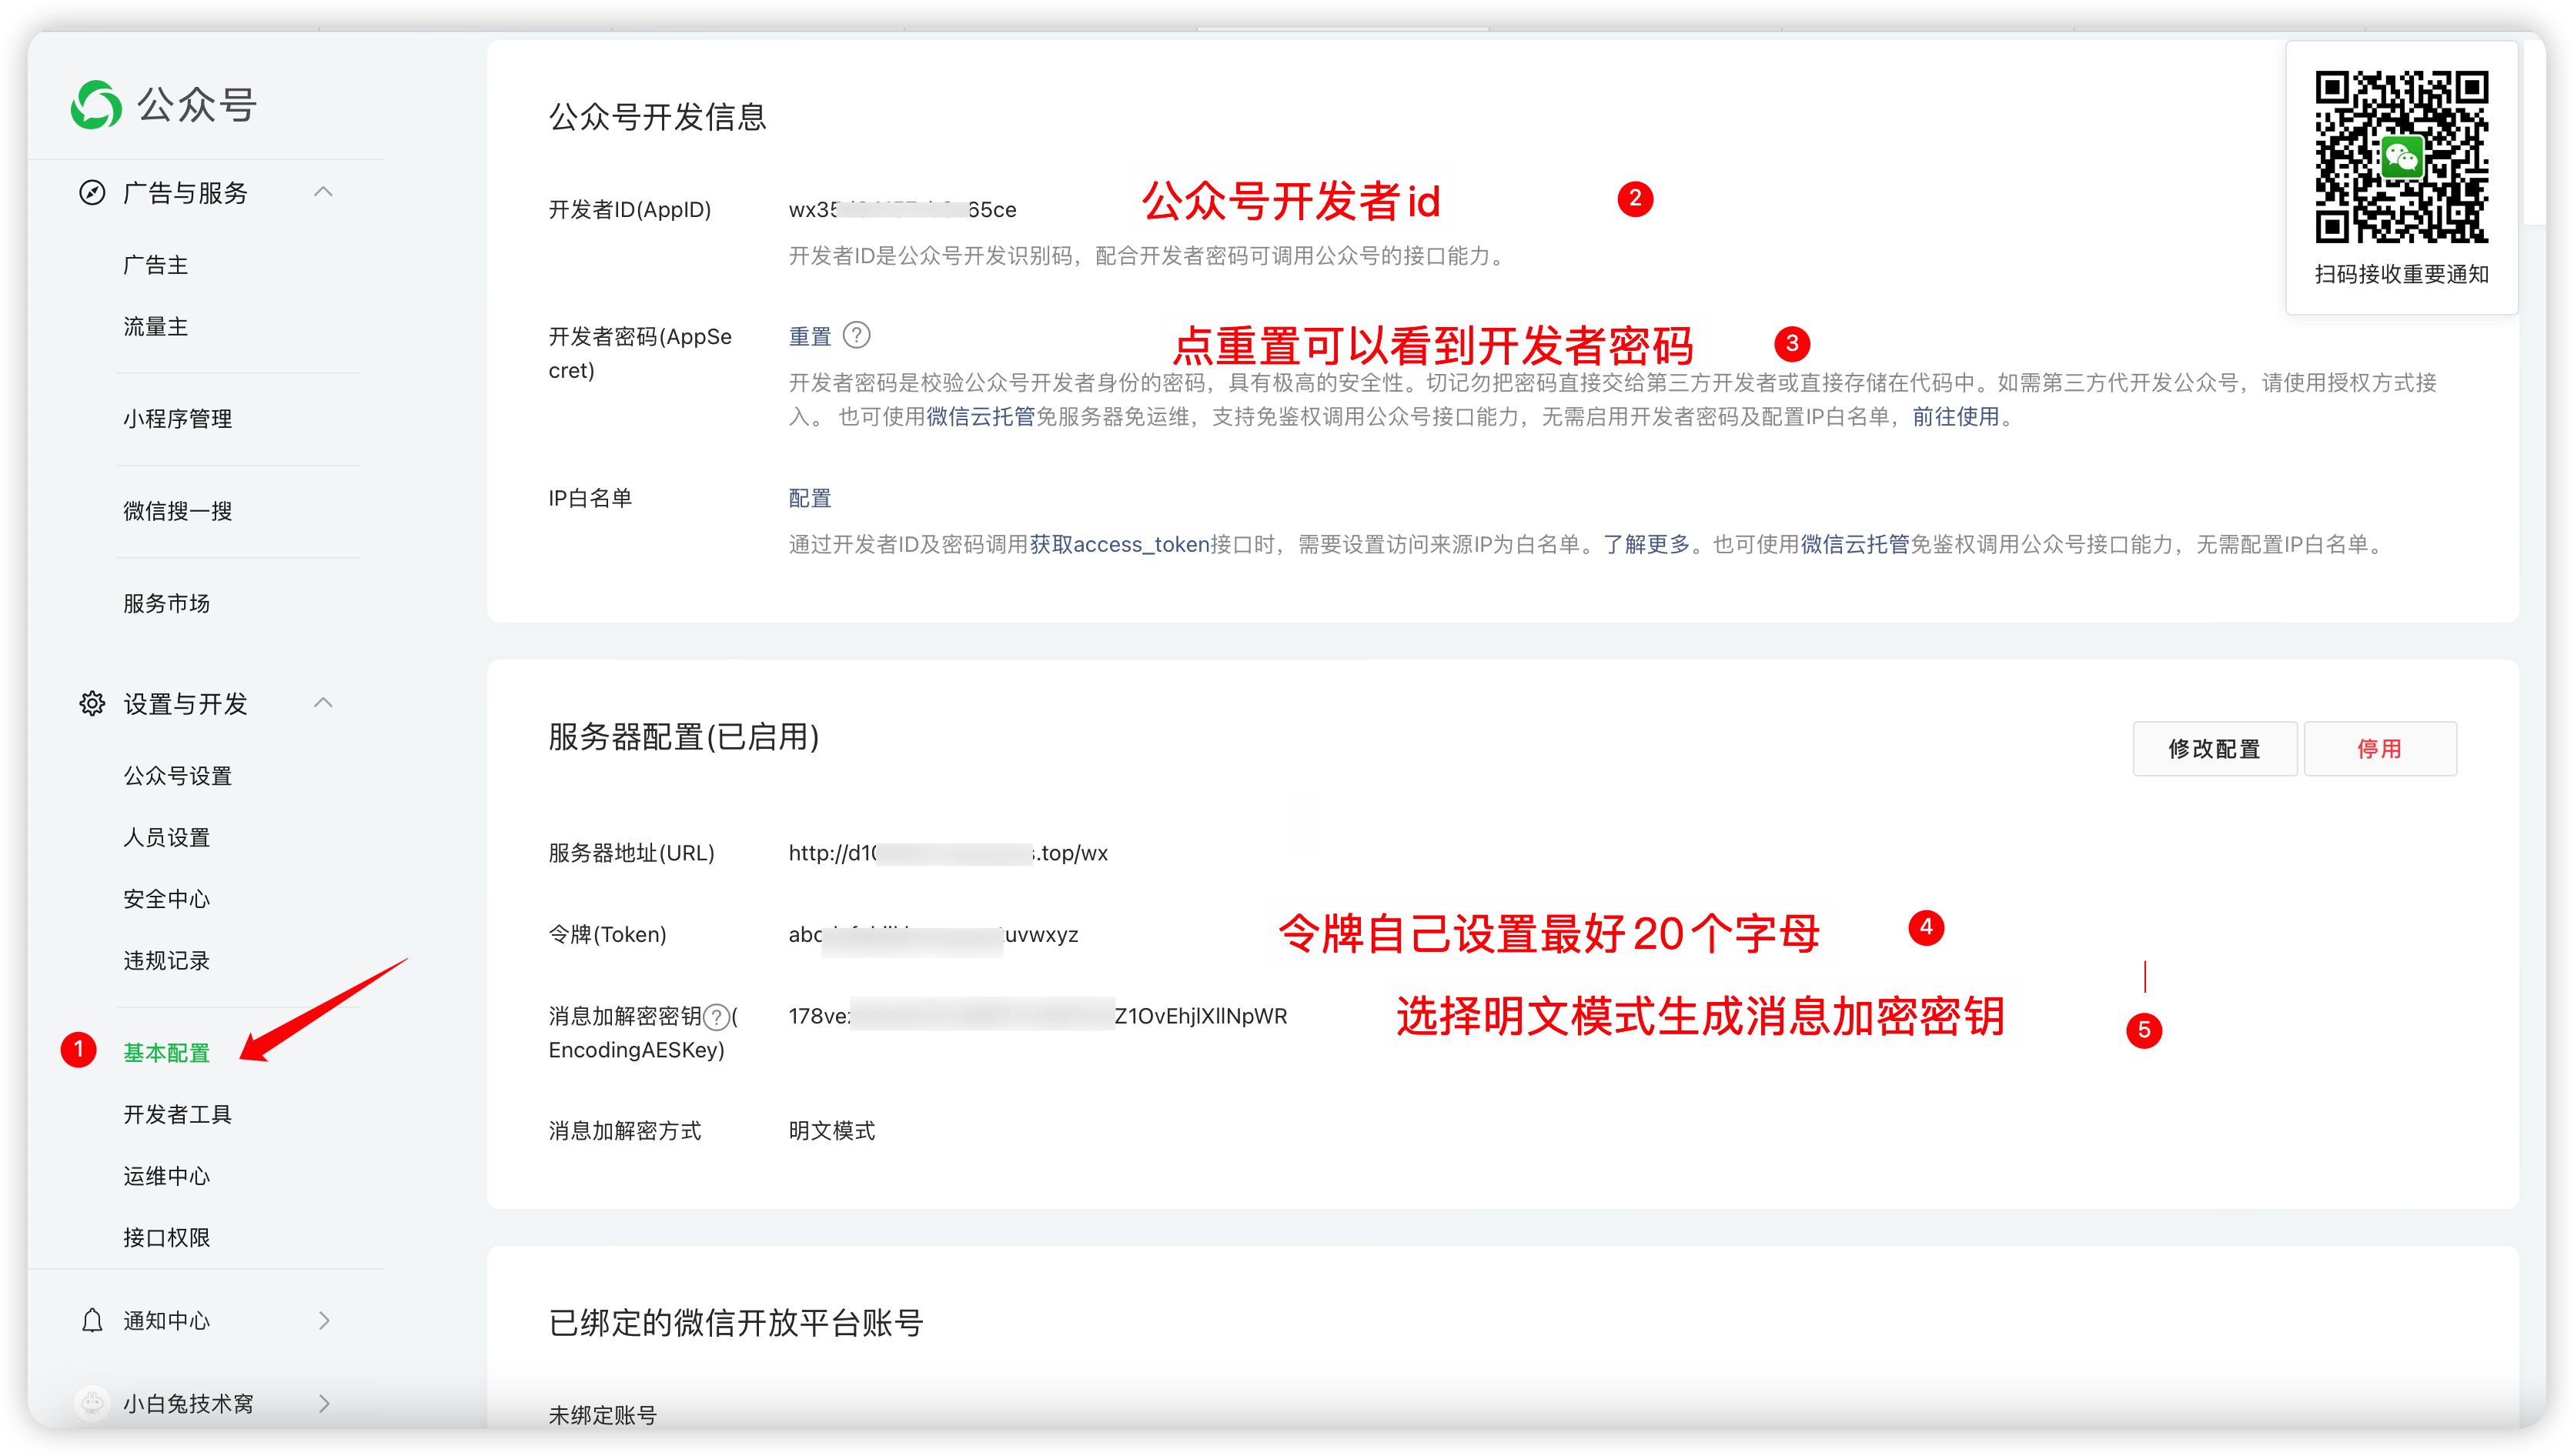 公众号
广告与服务
广告主
流量主
小程序管理
微信搜一搜
服务市场
设置与开发
公众号设置
人员设置
安全中心
违规记录
1
基本配置
开发者工具
运维中心
接口权限
通知中心
小白兔技术窝
公众号开发信息
开发者ID(AppID)
wx35 65ce
公众号开发者id
2
开发者ID是公众号开发识别码，配合开发者密码可调用公众号的接口能力。
开发者密码(AppSe
cret)
重置 ?
点重置可以看到开发者密码
3
开发者密码是校验公众号开发者身份的密码，具有极高的安全性。切记勿把密码直接交给第三方开发者或直接存储在代码中。如需第三方代开发公众号，请使用授权方式接
入。 也可使用微信云托管免服务器免运维，支持免鉴权调用公众号接口能力，无需启用开发者密码及配置IP白名单，前往使用。
IP白名单
配置
通过开发者ID及密码调用获取access_token接口时，需要设置访问来源IP为白名单。了解更多。也可使用微信云托管免鉴权调用公众号接口能力，无需配置IP白名单。
扫码接收重要通知
服务器配置(已启用)
修改配置
停用
服务器地址(URL)
http://d10 s.top/wx
令牌(Token)
abc uvwxyz
令牌自己设置最好20个字母
4
消息加解密密钥?(
EncodingAESKey)
178vez Z1OvEhjlXllNpWR
选择明文模式生成消息加密密钥
5
消息加解密方式
明文模式
已绑定的微信开放平台账号
未绑定账号